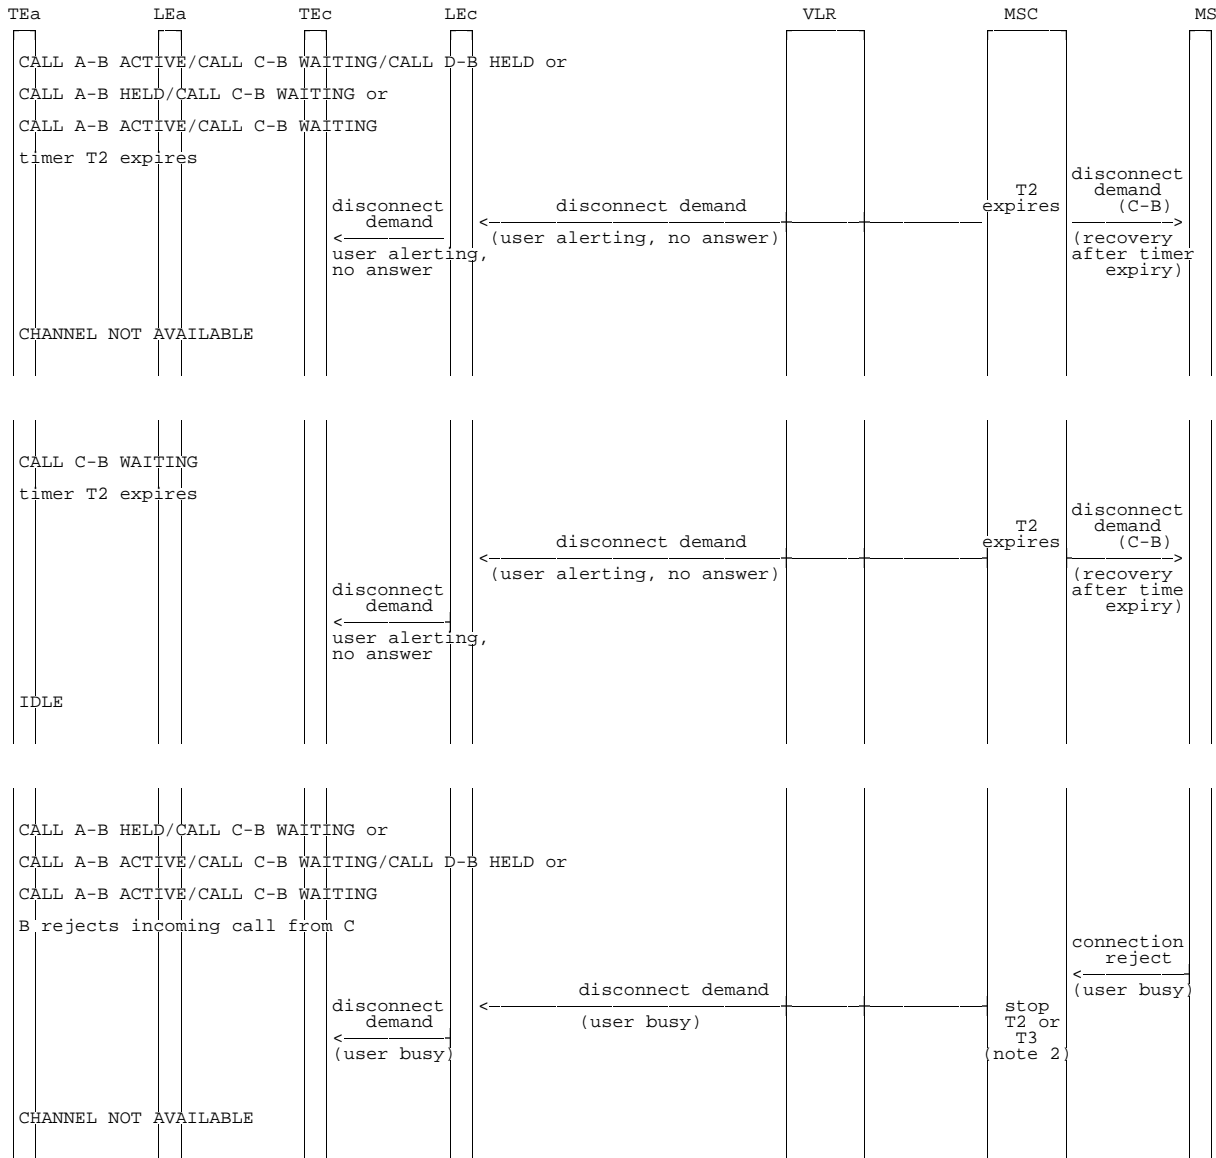 TEa LEa TEc LEc VLR MSC MS
CALL A-B ACTIVE/CALL C-B WAITING/CALL D-B HELD or
CALL A-B HELD/CALL C-B WAITING or
CALL A-B ACTIVE/CALL C-B WAITING
timer T2 expires
disconnect
demand
user alerting,
no answer
disconnect demand
(user alerting, no answer)
T2
expires
disconnect
demand
(C-B)
(recovery
after timer
expiry)
CHANNEL NOT AVAILABLE
CALL C-B WAITING
timer T2 expires
disconnect demand
(user alerting, no answer)
T2
expires
disconnect
demand
(C-B)
(recovery
after time
expiry)
disconnect
demand
user alerting,
no answer
IDLE
CALL A-B HELD/CALL C-B WAITING or
CALL A-B ACTIVE/CALL C-B WAITING/CALL D-B HELD or
CALL A-B ACTIVE/CALL C-B WAITING
B rejects incoming call from C
connection
reject
(user busy)
disconnect demand
(user busy)
stop
T2 or
T3
(note 2)
disconnect
demand
(user busy)
CHANNEL NOT AVAILABLE